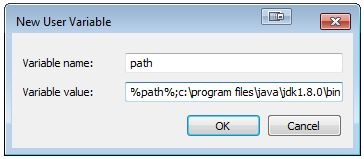 New User Variable
Variable name:
path
Variable value:
%path%;c:\program files\java\jdk1.8.0\bin
OK
Cancel